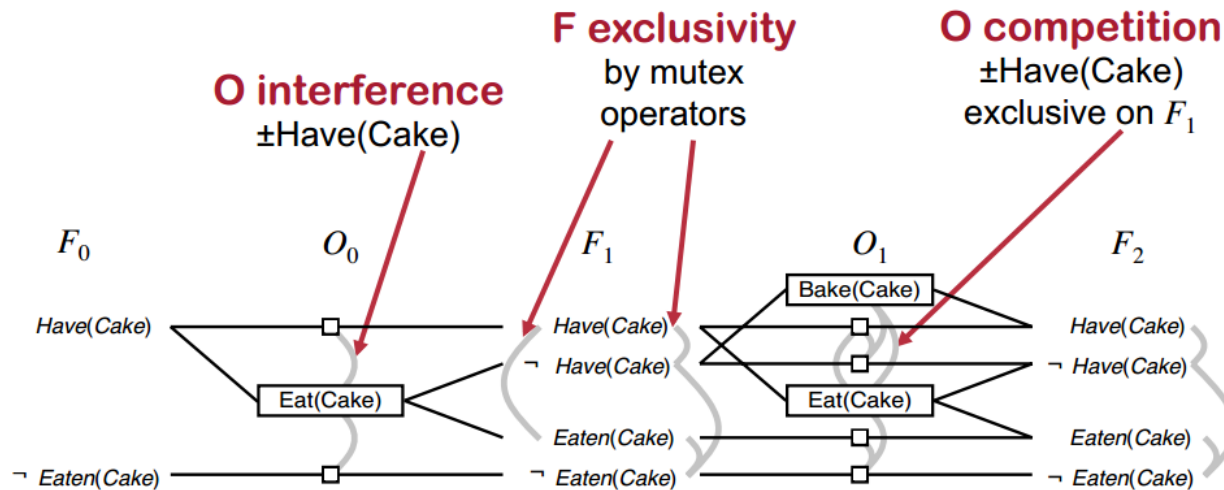 F exclusivity
by mutex
operators
O competition
±Have(Cake)
exclusive on F₁
O interference
±Have(Cake)
F₀ O₀ F₁ O₁ F₂
Bake(Cake)
Have(Cake) Have(Cake) Have(Cake)
¬ Have(Cake) ¬ Have(Cake)
Eat(Cake) Eat(Cake)
Eaten(Cake) Eaten(Cake)
¬ Eaten(Cake) ¬ Eaten(Cake) ¬ Eaten(Cake)